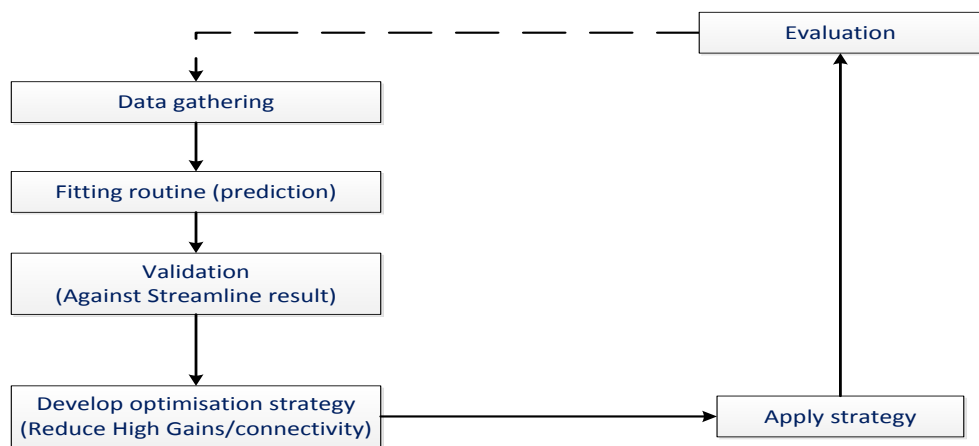 Evaluation
Data gathering
Fitting routine (prediction)
Validation
(Against Streamline result)
Develop optimisation strategy
(Reduce High Gains/connectivity)
Apply strategy